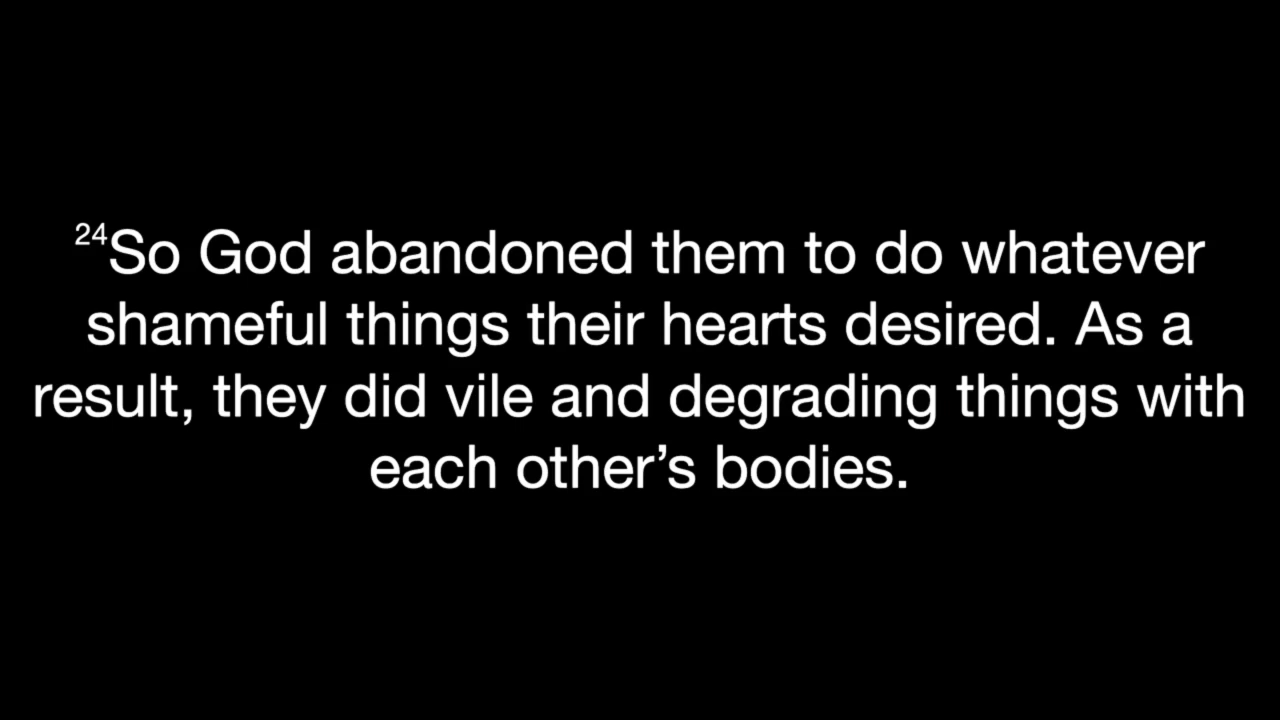 24So God abandoned them to do whatever
shameful things their hearts desired. As a
result, they did vile and degrading things with
each other’s bodies.